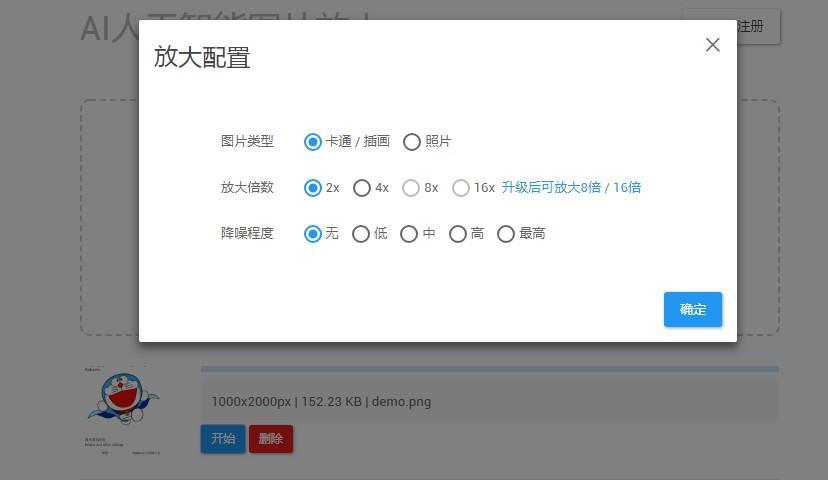 AI人工智能图片放大
注册
放大配置
图片类型 卡通 / 插画 照片
放大倍数 2x 4x 8x 16x 升级后可放大8倍 / 16倍
降噪程度 无 低 中 高 最高
确定
1000x2000px | 152.23 KB | demo.png
开始 删除